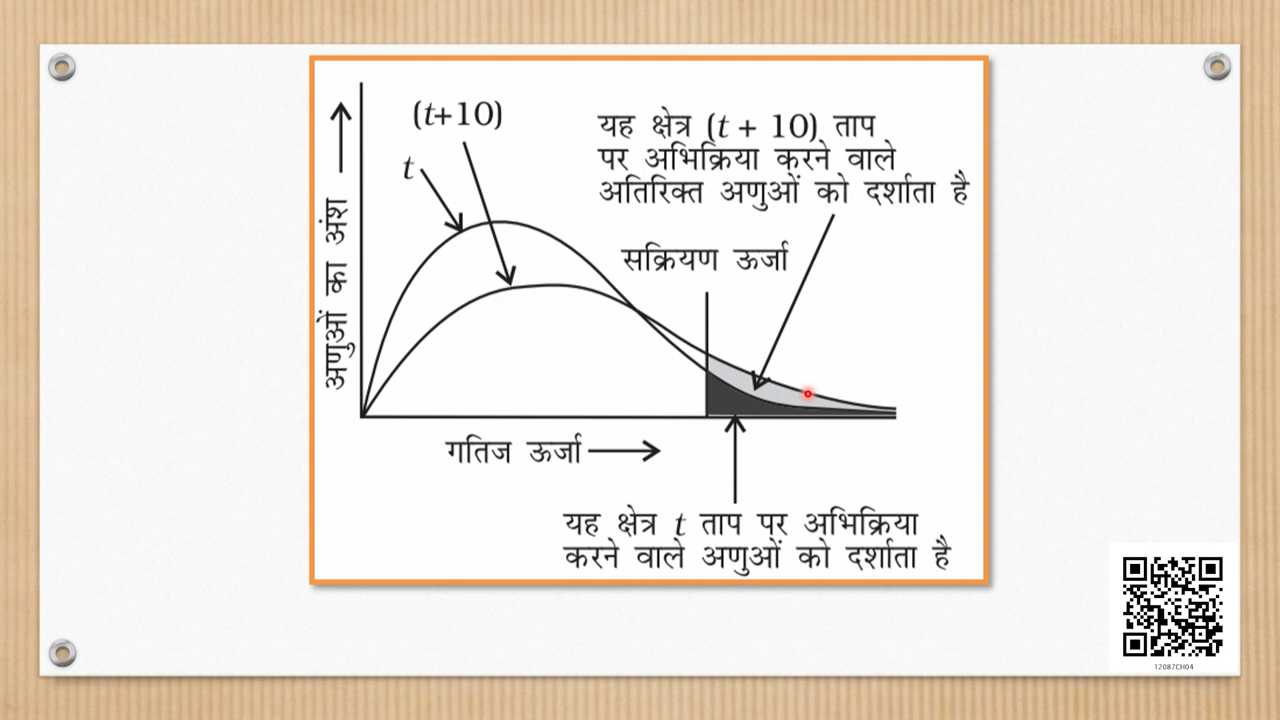 (t+10)
t
यह क्षेत्र (t + 10) ताप
पर अभिक्रिया करने वाले
अतिरिक्त अणुओं को दर्शाता है
सक्रियण ऊर्जा
अणुओं का अंश
गतिज ऊर्जा
यह क्षेत्र t ताप पर अभिक्रिया
करने वाले अणुओं को दर्शाता है
12087CH04